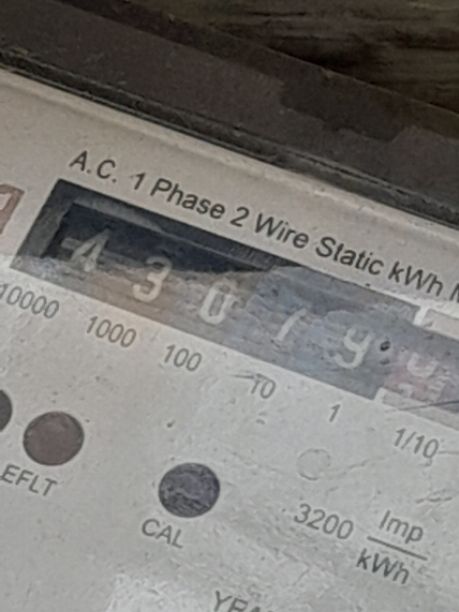 A.C. 1 Phase 2 Wire Static kWh
4 3 0 1 9
10000 1000 100 10 1 1/10
EFLT
CAL
3200 Imp
kWh